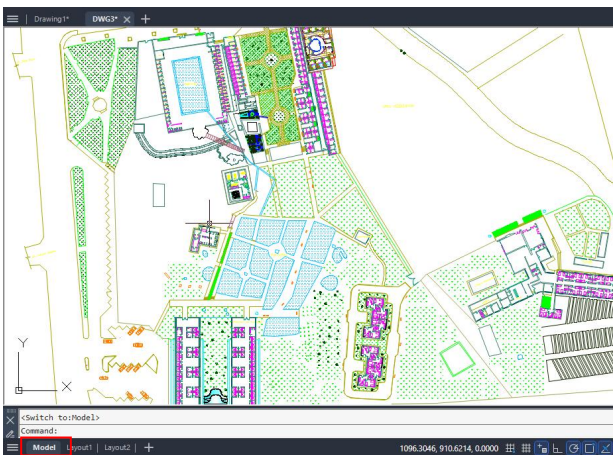 Drawing1*
DWG3*
Y
X
<Switch to:Model>
Command:
Model
Layout1
Layout2
1096.3046, 910.6214, 0.0000